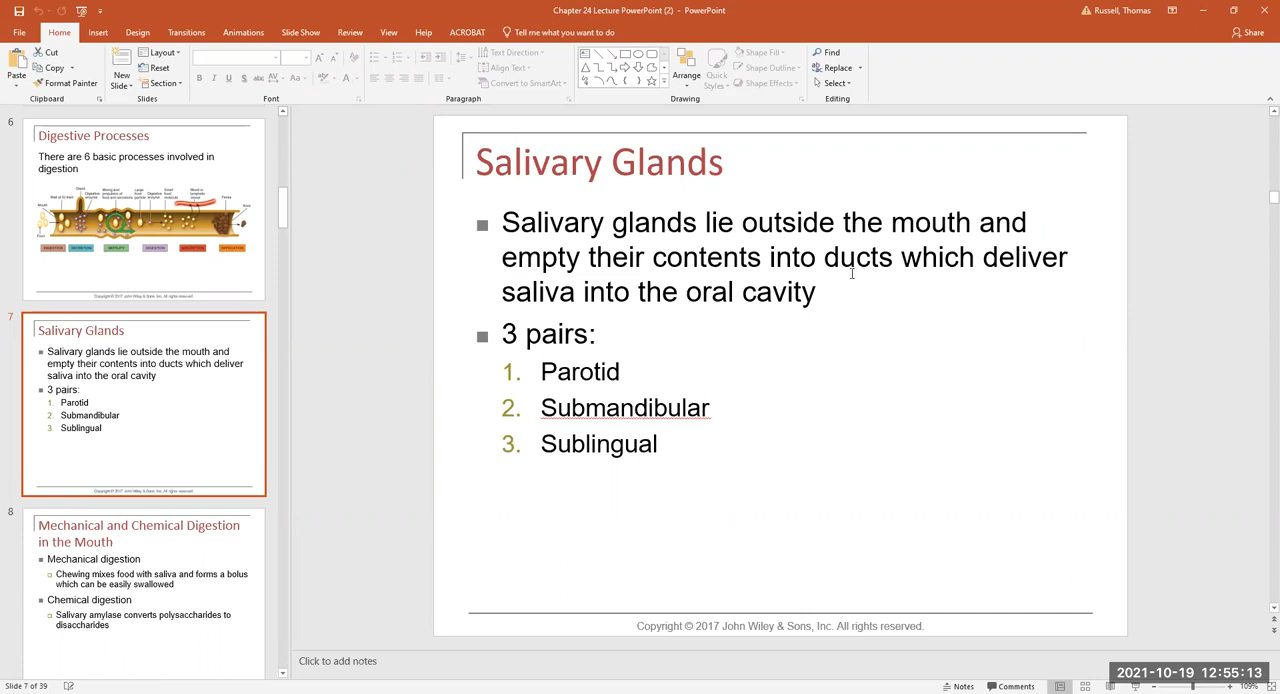 Chapter 24 Lecture PowerPoint (2) - PowerPoint
Russell, Thomas
File Home Insert Design Transitions Animations Slide Show Review View Help ACROBAT Tell me what you want to do
Share
Paste
Cut
Copy
Format Painter
Clipboard
New
Slide
Layout
Reset
Section
Slides
Font
Text Direction
Align Text
Convert to SmartArt
Paragraph
Arrange
Quick
Styles
Shape Fill
Shape Outline
Shape Effects
Drawing
Find
Replace
Select
Editing
6
Digestive Processes
There are 6 basic processes involved in
digestion
Copyright © 2017 John Wiley & Sons, Inc. All rights reserved.
7
Salivary Glands
Salivary glands lie outside the mouth and
empty their contents into ducts which deliver
saliva into the oral cavity
3 pairs:
1. Parotid
2. Submandibular
3. Sublingual
Copyright © 2017 John Wiley & Sons, Inc. All rights reserved.
8
Mechanical and Chemical Digestion
in the Mouth
Mechanical digestion
Chewing mixes food with saliva and forms a bolus
which can be easily swallowed
Chemical digestion
Salivary amylase converts polysaccharides to
disaccharides
Salivary Glands
Salivary glands lie outside the mouth and
empty their contents into ducts which deliver
saliva into the oral cavity
3 pairs:
1. Parotid
2. Submandibular
3. Sublingual
Copyright © 2017 John Wiley & Sons, Inc. All rights reserved.
Click to add notes
2021-10-19 12:55:13
Slide 7 of 39
Notes
Comments
109%